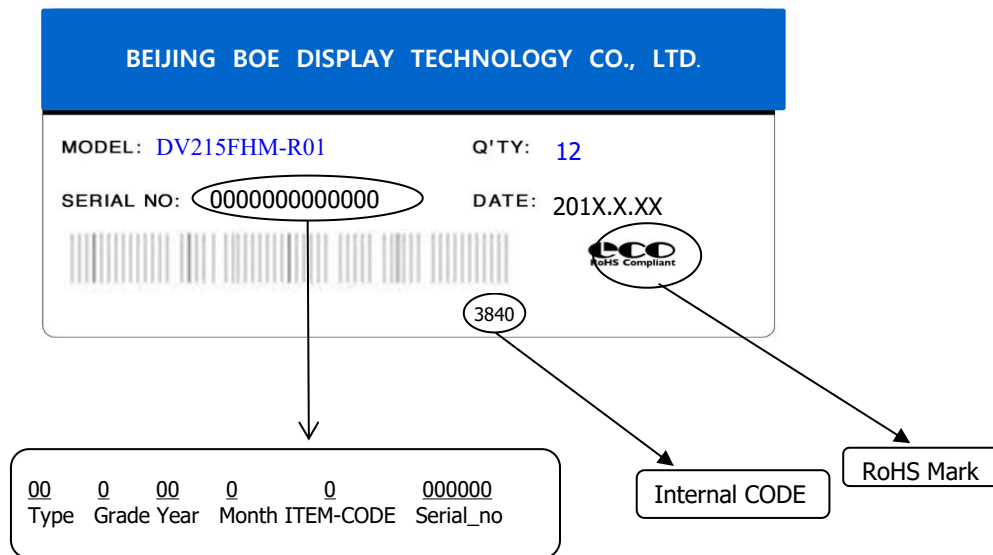 BEIJING BOE DISPLAY TECHNOLOGY CO., LTD.
MODEL: DV215FHM-R01 Q'TY: 12
SERIAL NO: 0000000000000 DATE: 201X.X.XX
eco
RoHS Compliant
3840
RoHS Mark
Internal CODE
00 0 00 0 0 000000
Type Grade Year Month ITEM-CODE Serial_no